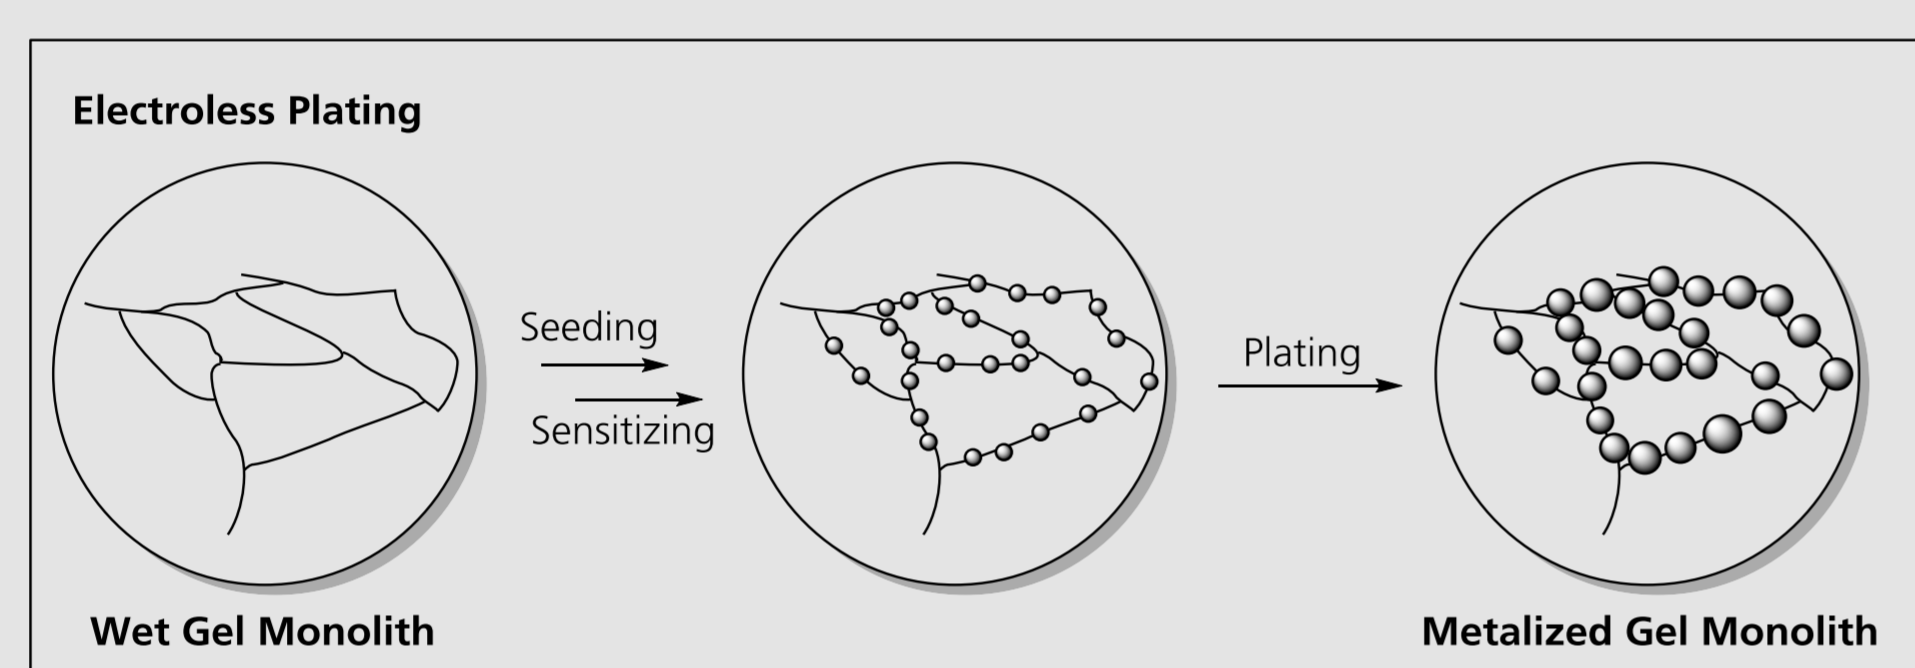 Electroless Plating
Seeding
Sensitizing
Plating
Wet Gel Monolith
Metalized Gel Monolith